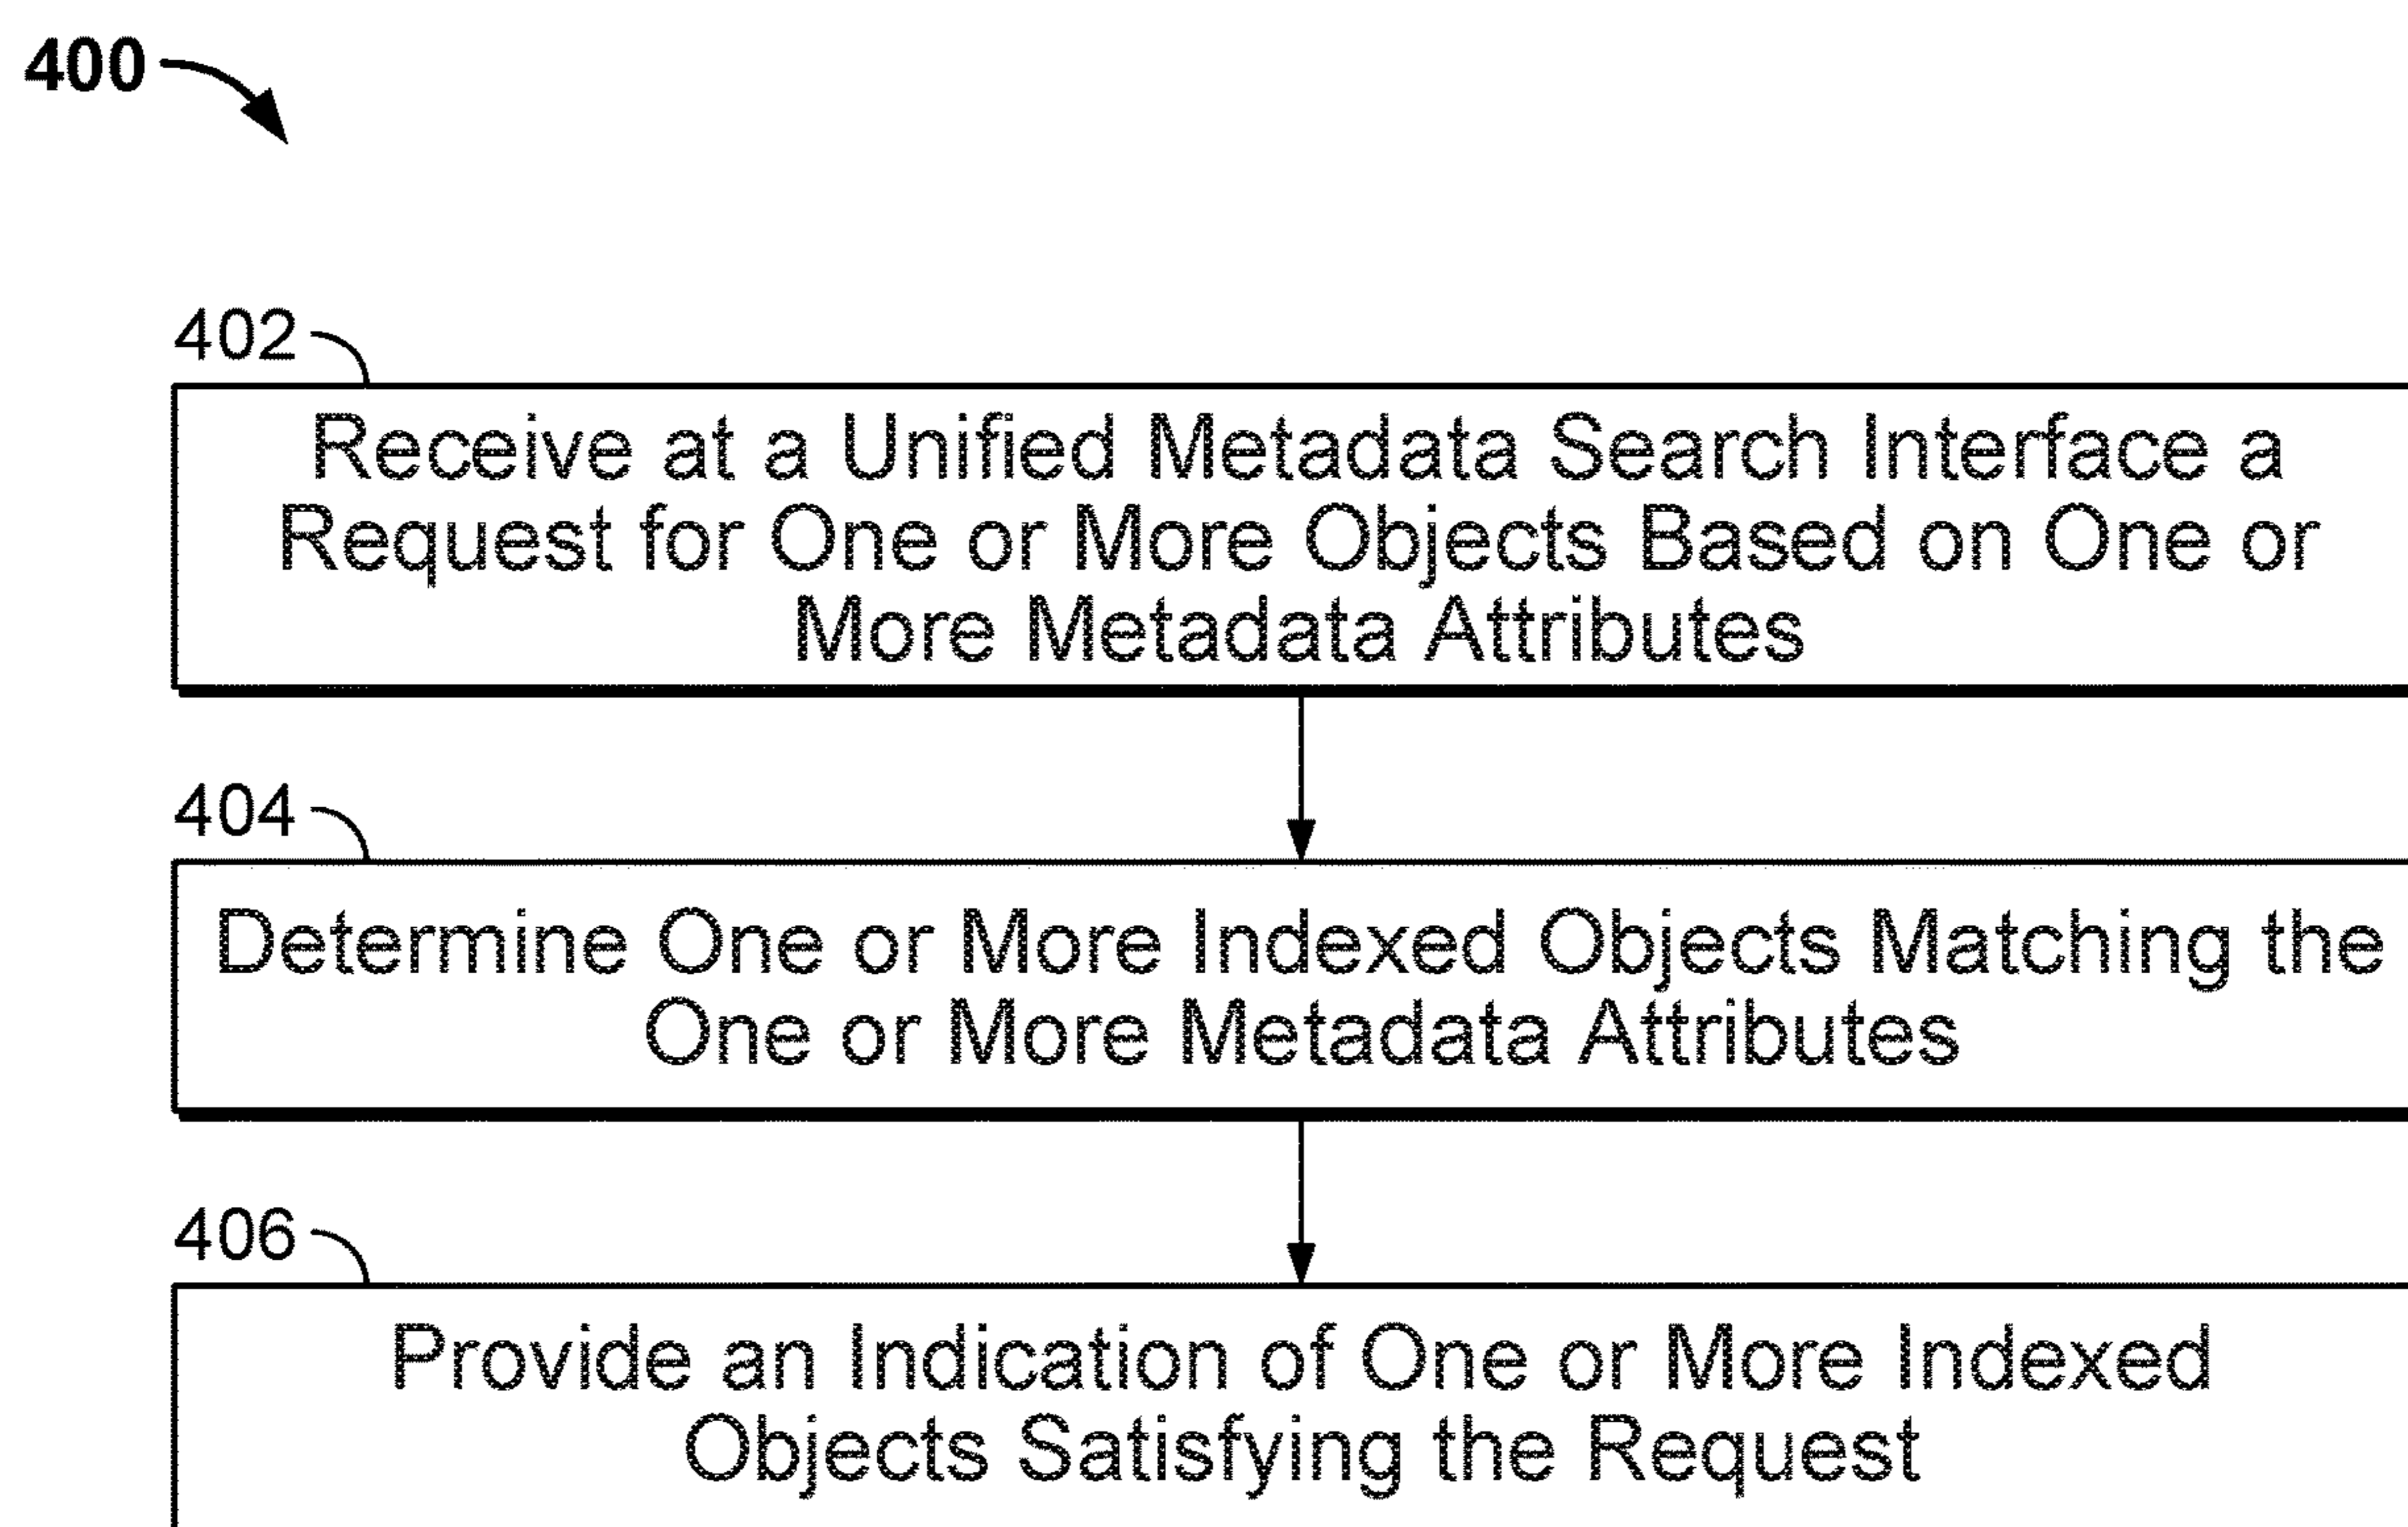 400
402
Receive at a Unified Metadata Search Interface a
Request for One or More Objects Based on One or
More Metadata Attributes
404
Determine One or More Indexed Objects Matching the
One or More Metadata Attributes
406
Provide an Indication of One or More Indexed
Objects Satisfying the Request